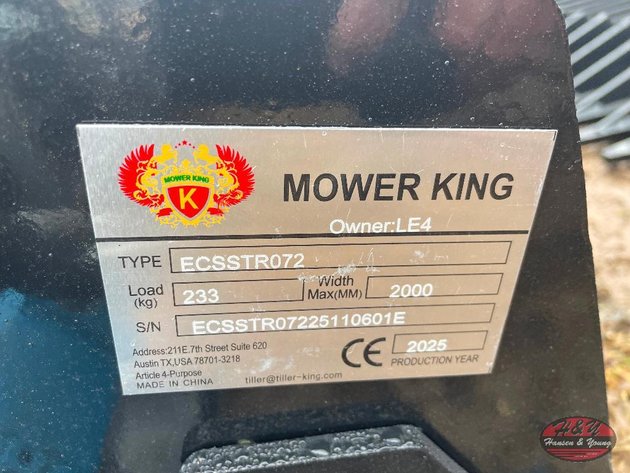 MOWER KING
K
MOWER KING
Owner:LE4
TYPE ECSSTR072
Load (kg) 233 Width Max(MM) 2000
S/N ECSSTR07225110601E
Address:211E.7th Street Suite 620
Austin TX,USA 78701-3218
Article 4-Purpose
MADE IN CHINA
tiller@tiller-king.com
CE
2025
PRODUCTION YEAR
H&Y
Hansen & Young